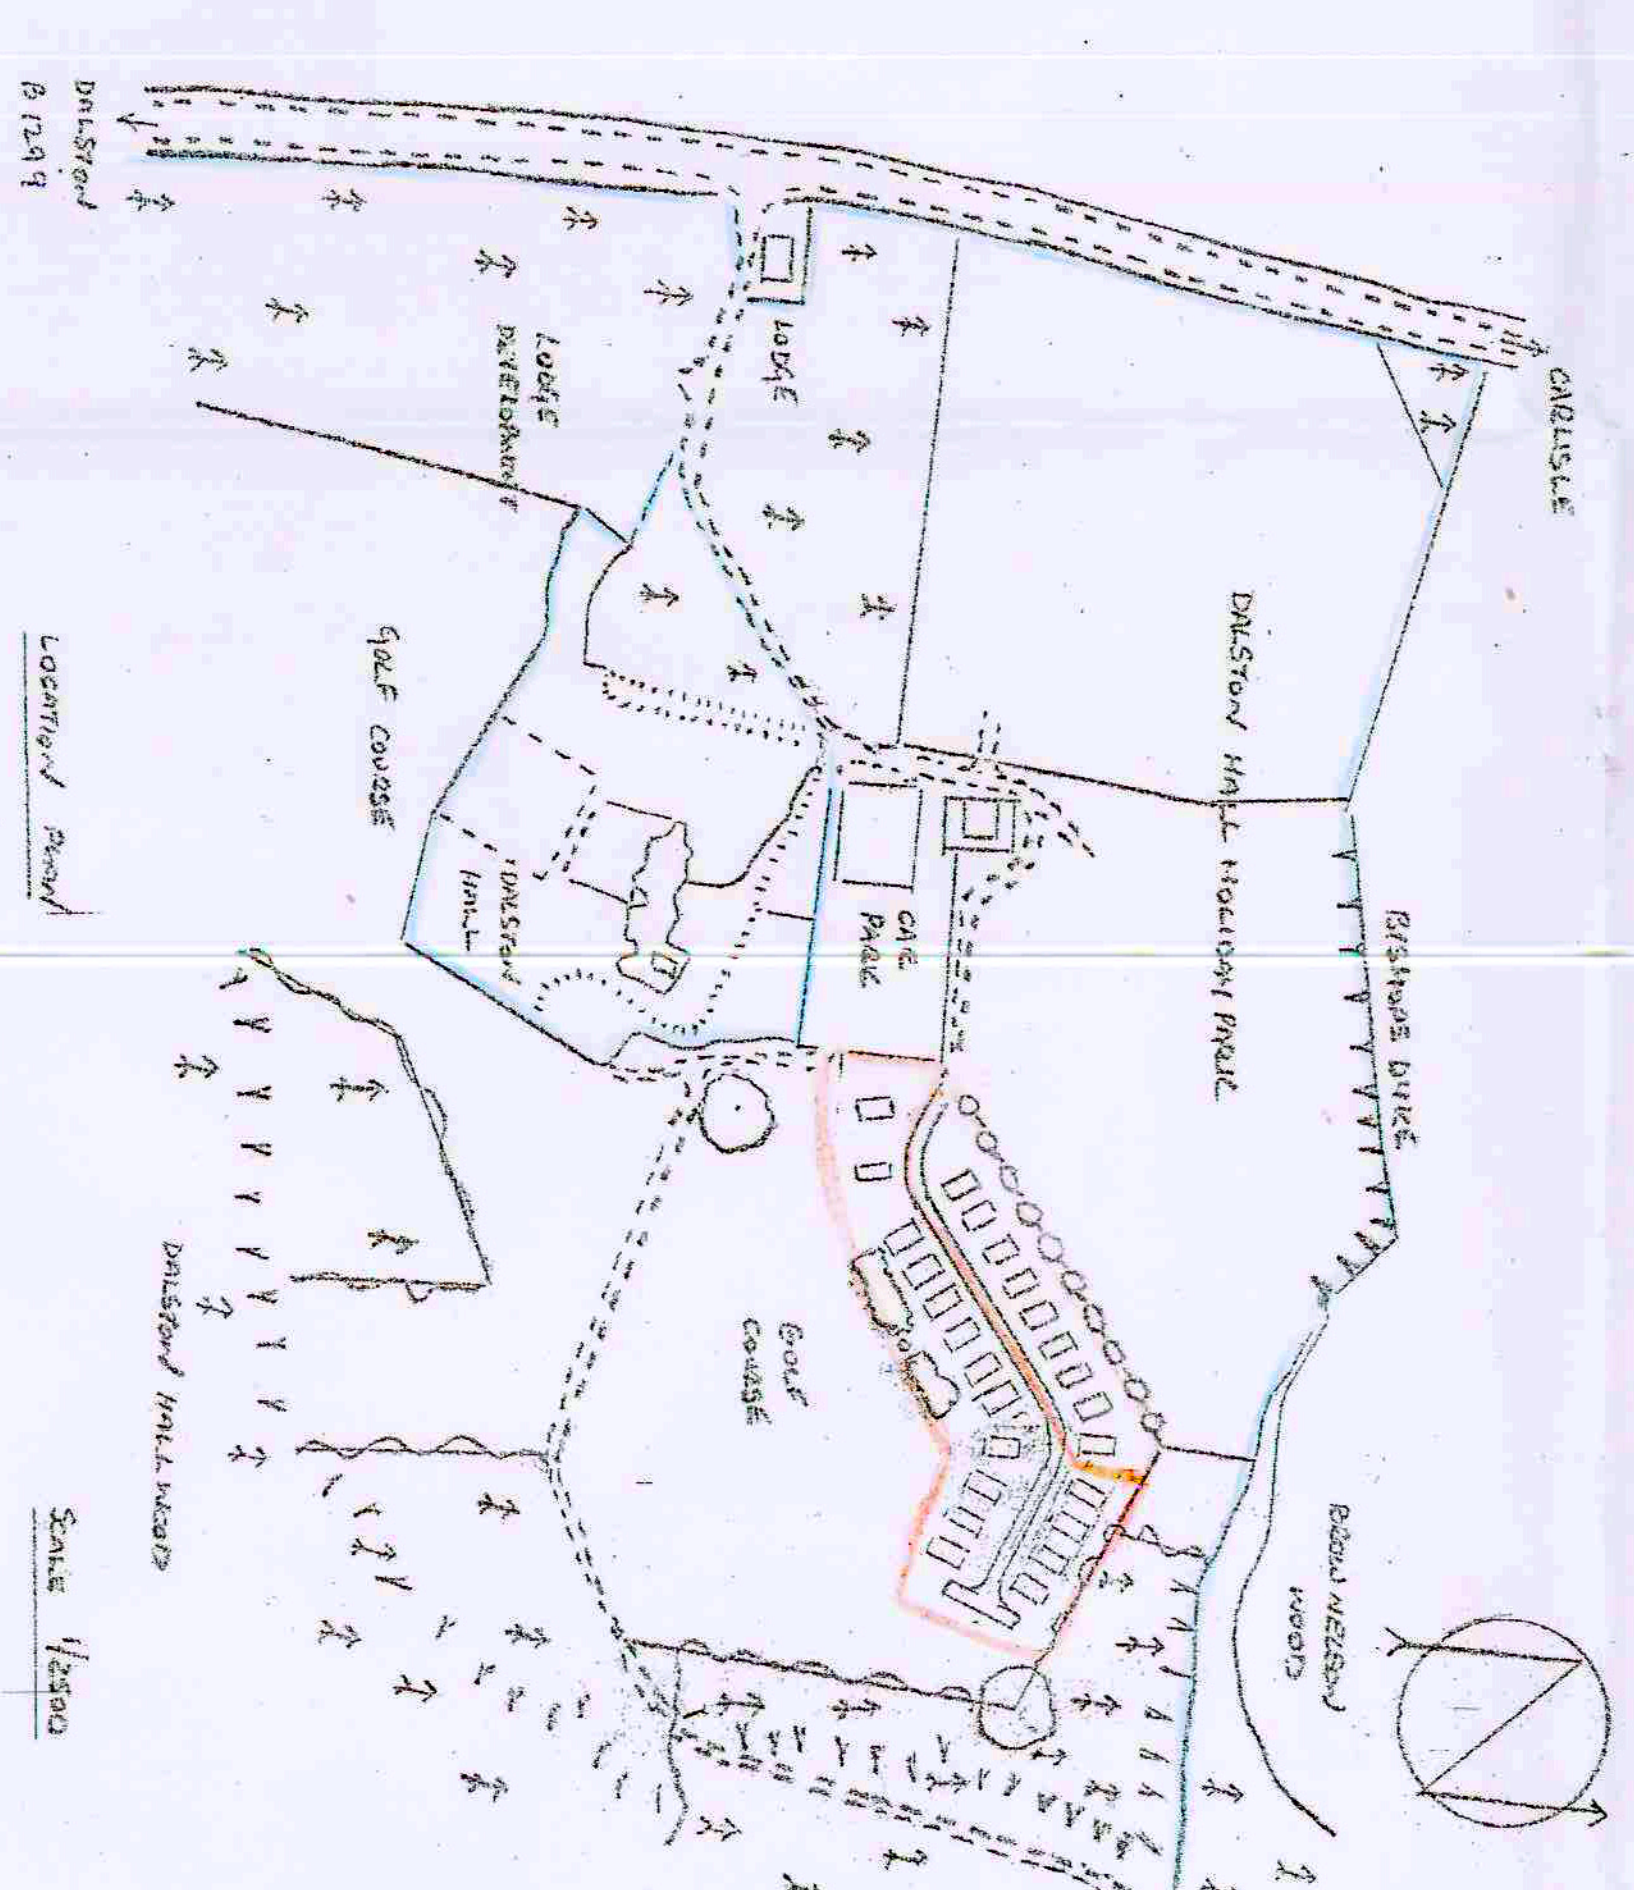 CARLISLE
BISHOPS DYKE
BROWNELSON
WOOD
DALSTON HALL HOLIDAY PARK
CAR
PARK
LODGE
GOLF
COURSE
LODGE
DEVELOPMENT
DALSTON
HALL
GOLF COURSE
DALSTON HALL WOOD
DALSTON
B 1299
LOCATION PLAN
SCALE 1/2500